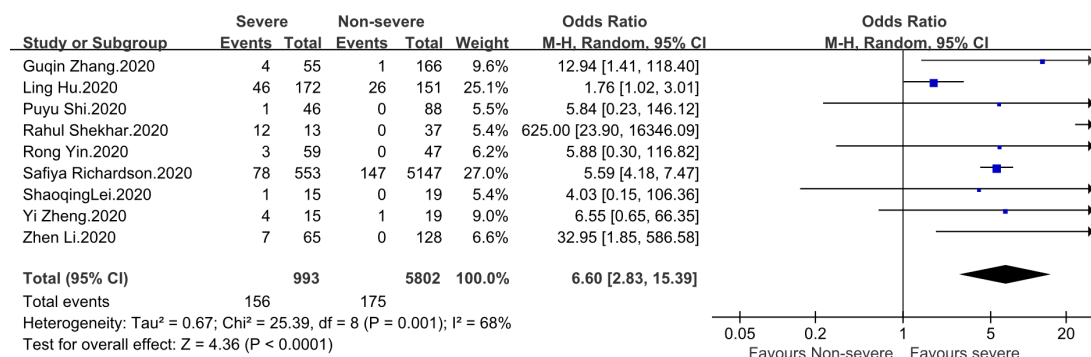 Severe Non-severe Odds Ratio Odds Ratio
Study or Subgroup Events Total Events Total Weight M-H, Random, 95% CI M-H, Random, 95% CI
Guqin Zhang.2020 4 55 1 166 9.6% 12.94 [1.41, 118.40]
Ling Hu.2020 46 172 26 151 25.1% 1.76 [1.02, 3.01]
Puyu Shi.2020 1 46 0 88 5.5% 5.84 [0.23, 146.12]
Rahul Shekhar.2020 12 13 0 37 5.4% 625.00 [23.90, 16346.09]
Rong Yin.2020 3 59 0 47 6.2% 5.88 [0.30, 116.82]
Safiya Richardson.2020 78 553 147 5147 27.0% 5.59 [4.18, 7.47]
ShaoqingLei.2020 1 15 0 19 5.4% 4.03 [0.15, 106.36]
Yi Zheng.2020 4 15 1 19 9.0% 6.55 [0.65, 66.35]
Zhen Li.2020 7 65 0 128 6.6% 32.95 [1.85, 586.58]
Total (95% CI) 993 5802 100.0% 6.60 [2.83, 15.39]
Total events 156 175
Heterogeneity: Tau² = 0.67; Chi² = 25.39, df = 8 (P = 0.001); I² = 68%
Test for overall effect: Z = 4.36 (P < 0.0001)
0.05 0.2 1 5 20
Favours Non-severe Favours severe